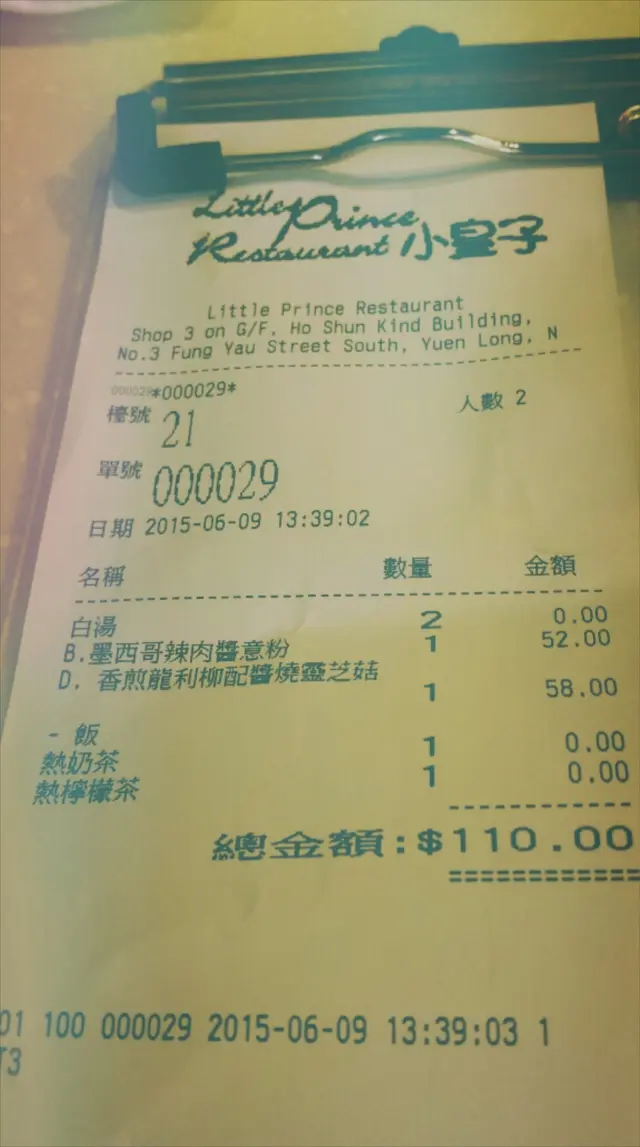 Little Prince
Restaurant 小皇子
Little Prince Restaurant
Shop 3 on G/F, Ho Shun Kind Building,
No.3 Fung Yau Street South, Yuen Long, N
000029*000029*
檯號 21 人數 2
單號 000029
日期 2015-06-09 13:39:02
名稱 數量 金額
白湯 2 0.00
B.墨西哥辣肉醬意粉 1 52.00
D. 香煎龍利柳配醬燒靈芝菇 1 58.00
- 飯
熱奶茶 1 0.00
熱檸檬茶 1 0.00
總金額:$110.00
01 100 000029 2015-06-09 13:39:03 1
T3